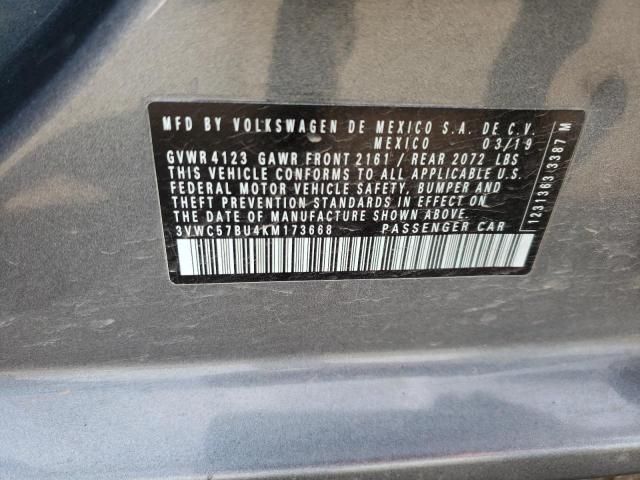 MFD BY VOLKSWAGEN DE MEXICO S.A. DE C.V.
MEXICO 03/19
GVWR 4123 GAWR FRONT 2161 / REAR 2072 LBS
THIS VEHICLE CONFORMS TO ALL APPLICABLE U.S.
FEDERAL MOTOR VEHICLE SAFETY, BUMPER AND
THEFT PREVENTION STANDARDS IN EFFECT ON
DATE OF MANUFACTURE SHOWN ABOVE.
3VWC57BU4KM173668 PASSENGER CAR
1231363 3387 M